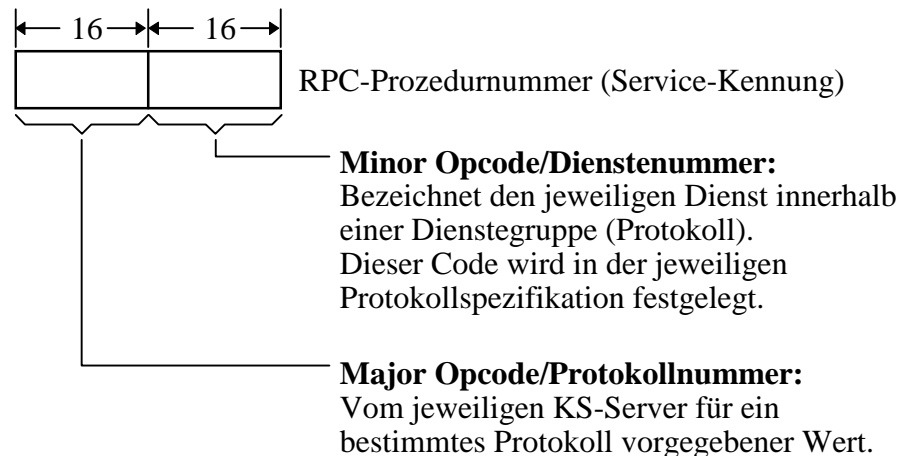 16 16
RPC-Prozedurnummer (Service-Kennung)
Minor Opcode/Dienstenummer:
Bezeichnet den jeweiligen Dienst innerhalb
einer Dienstegruppe (Protokoll).
Dieser Code wird in der jeweiligen
Protokollspezifikation festgelegt.
Major Opcode/Protokollnummer:
Vom jeweiligen KS-Server für ein
bestimmtes Protokoll vorgegebener Wert.